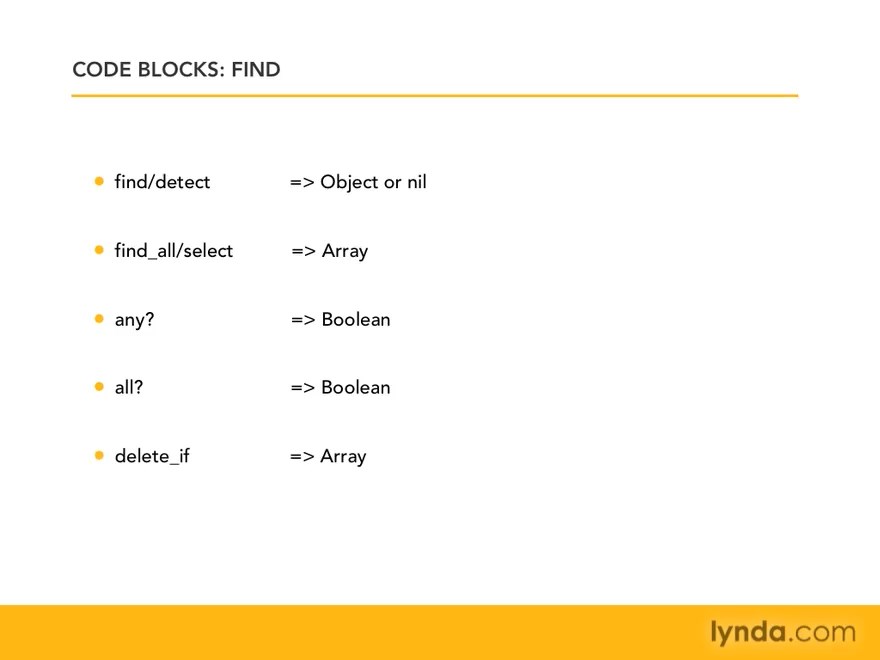 CODE BLOCKS: FIND
find/detect => Object or nil
find_all/select => Array
any? => Boolean
all? => Boolean
delete_if => Array
lynda.com